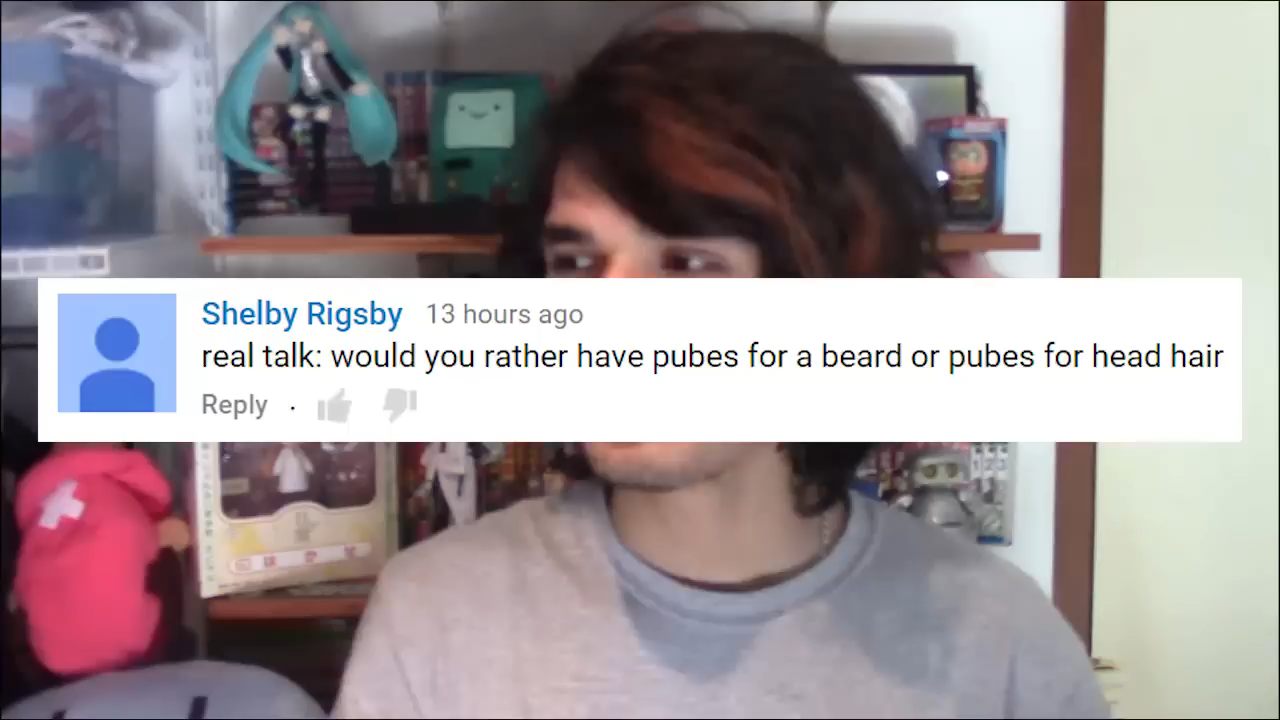 Shelby Rigsby 13 hours ago
real talk: would you rather have pubes for a beard or pubes for head hair
Reply ·